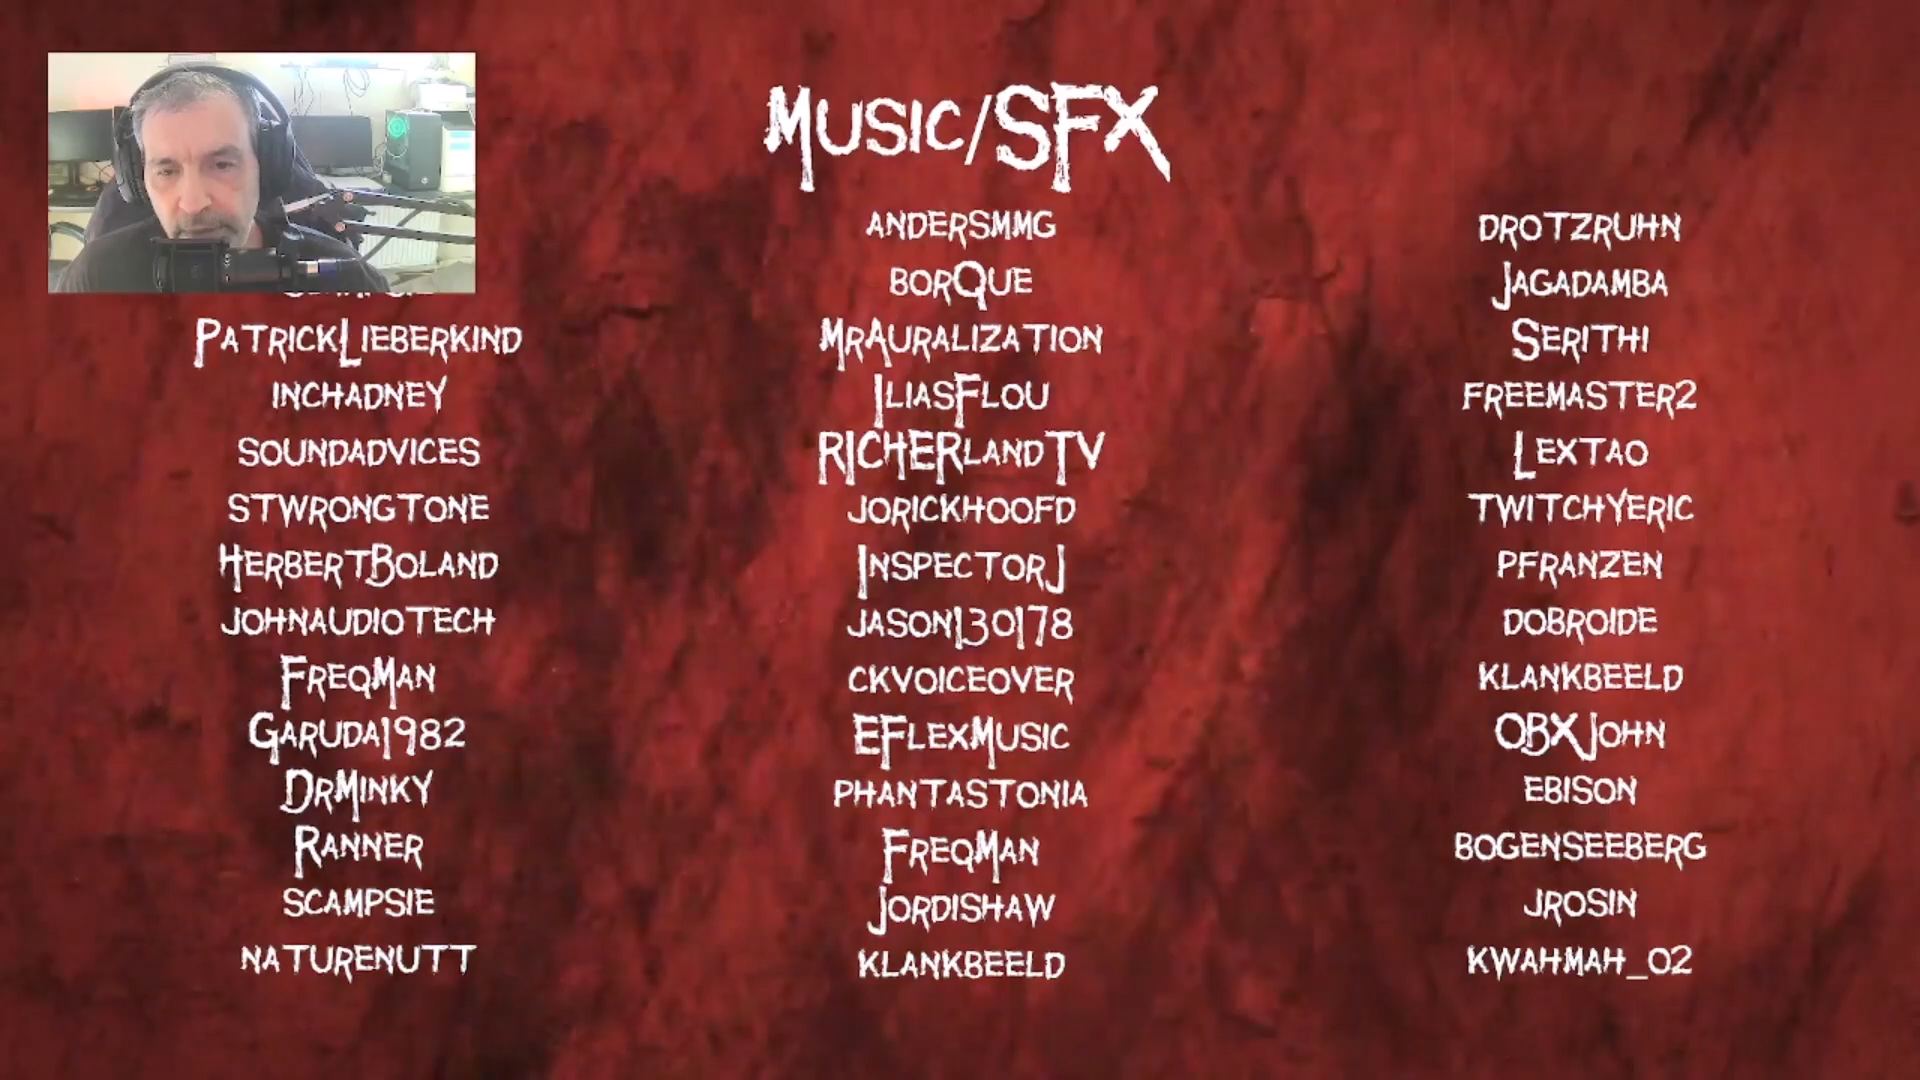 Music/SFX
PatrickLieberkind
inchadney
soundadvices
stwrongtone
HerbertBoland
johnaudiotech
FreqMan
Garuda1982
DrMinky
Ranner
scampsie
naturenutt
andersmmg
borQue
MrAuralization
IliasFlou
RICHERlandTV
jorickhoofd
InspectorJ
jason130178
ckvoiceover
EFlexMusic
phantastonia
FreqMan
Jordishaw
klankbeeld
drotzruhn
Jagadamba
Serithi
freemaster2
Lextao
twitchyeric
pfranzen
dobroide
klankbeeld
OBXJohn
ebison
bogenseeberg
jrosin
kwahmah_02